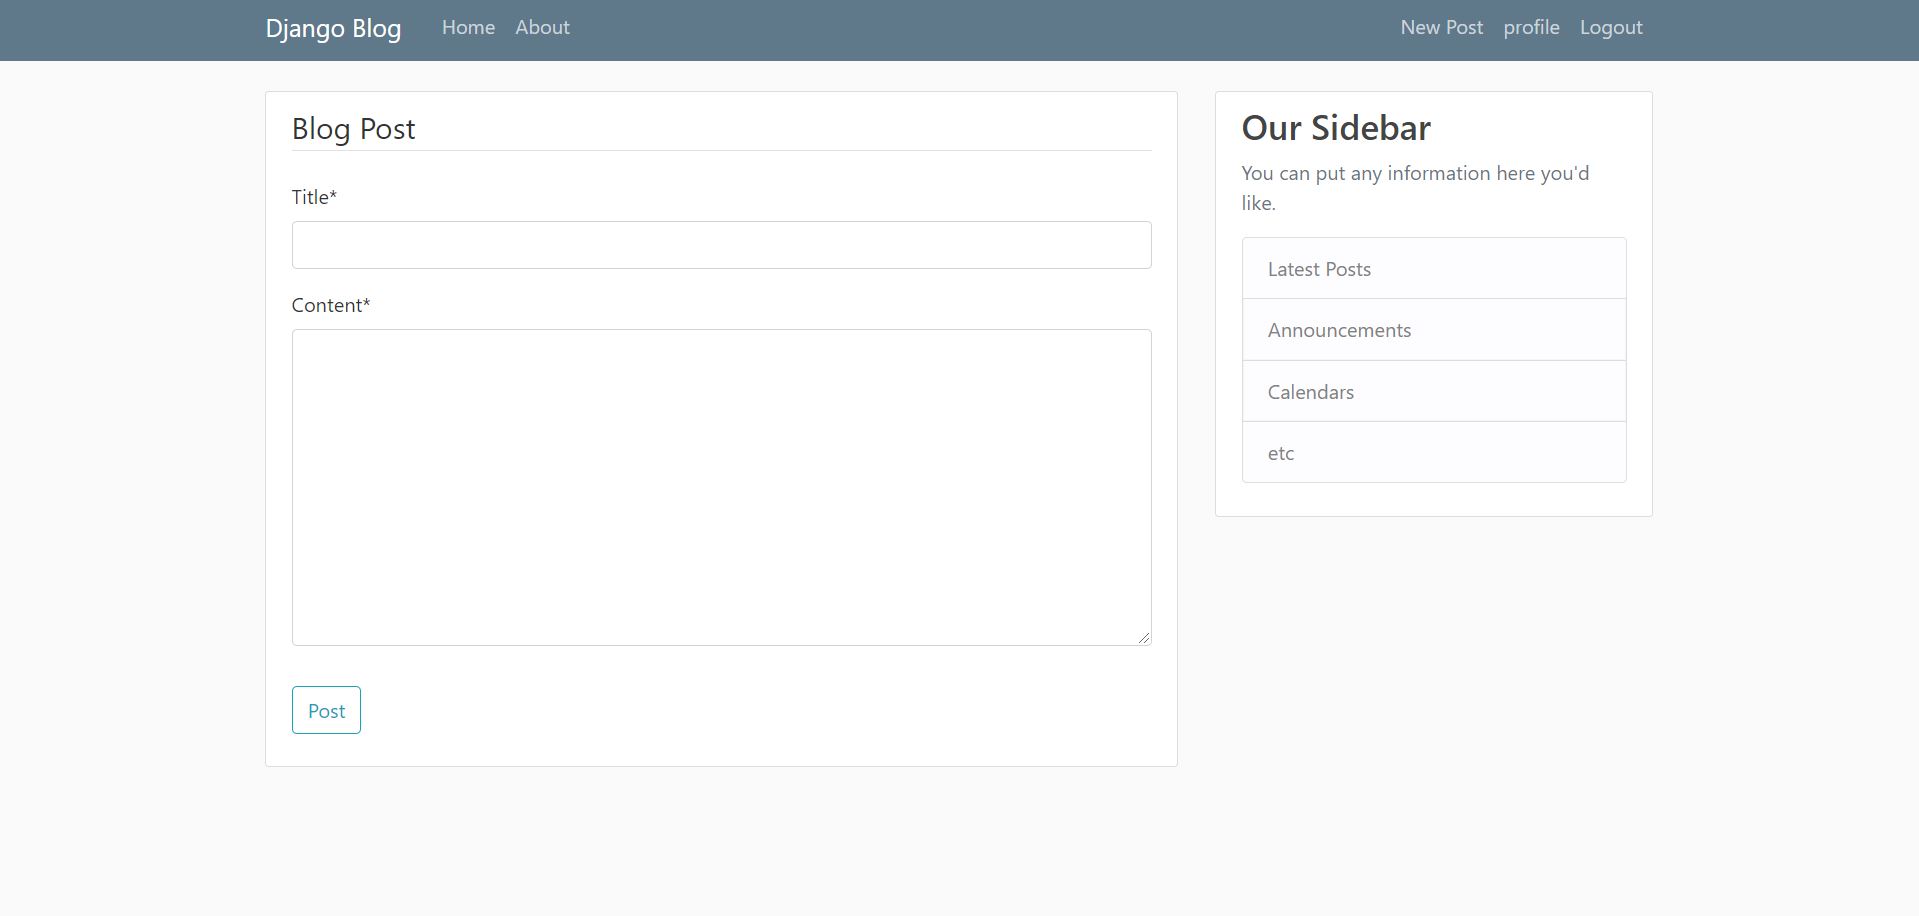 Django Blog Home About New Post profile Logout
Blog Post
Title*
Content*
Post
Our Sidebar
You can put any information here you'd
like.
Latest Posts
Announcements
Calendars
etc